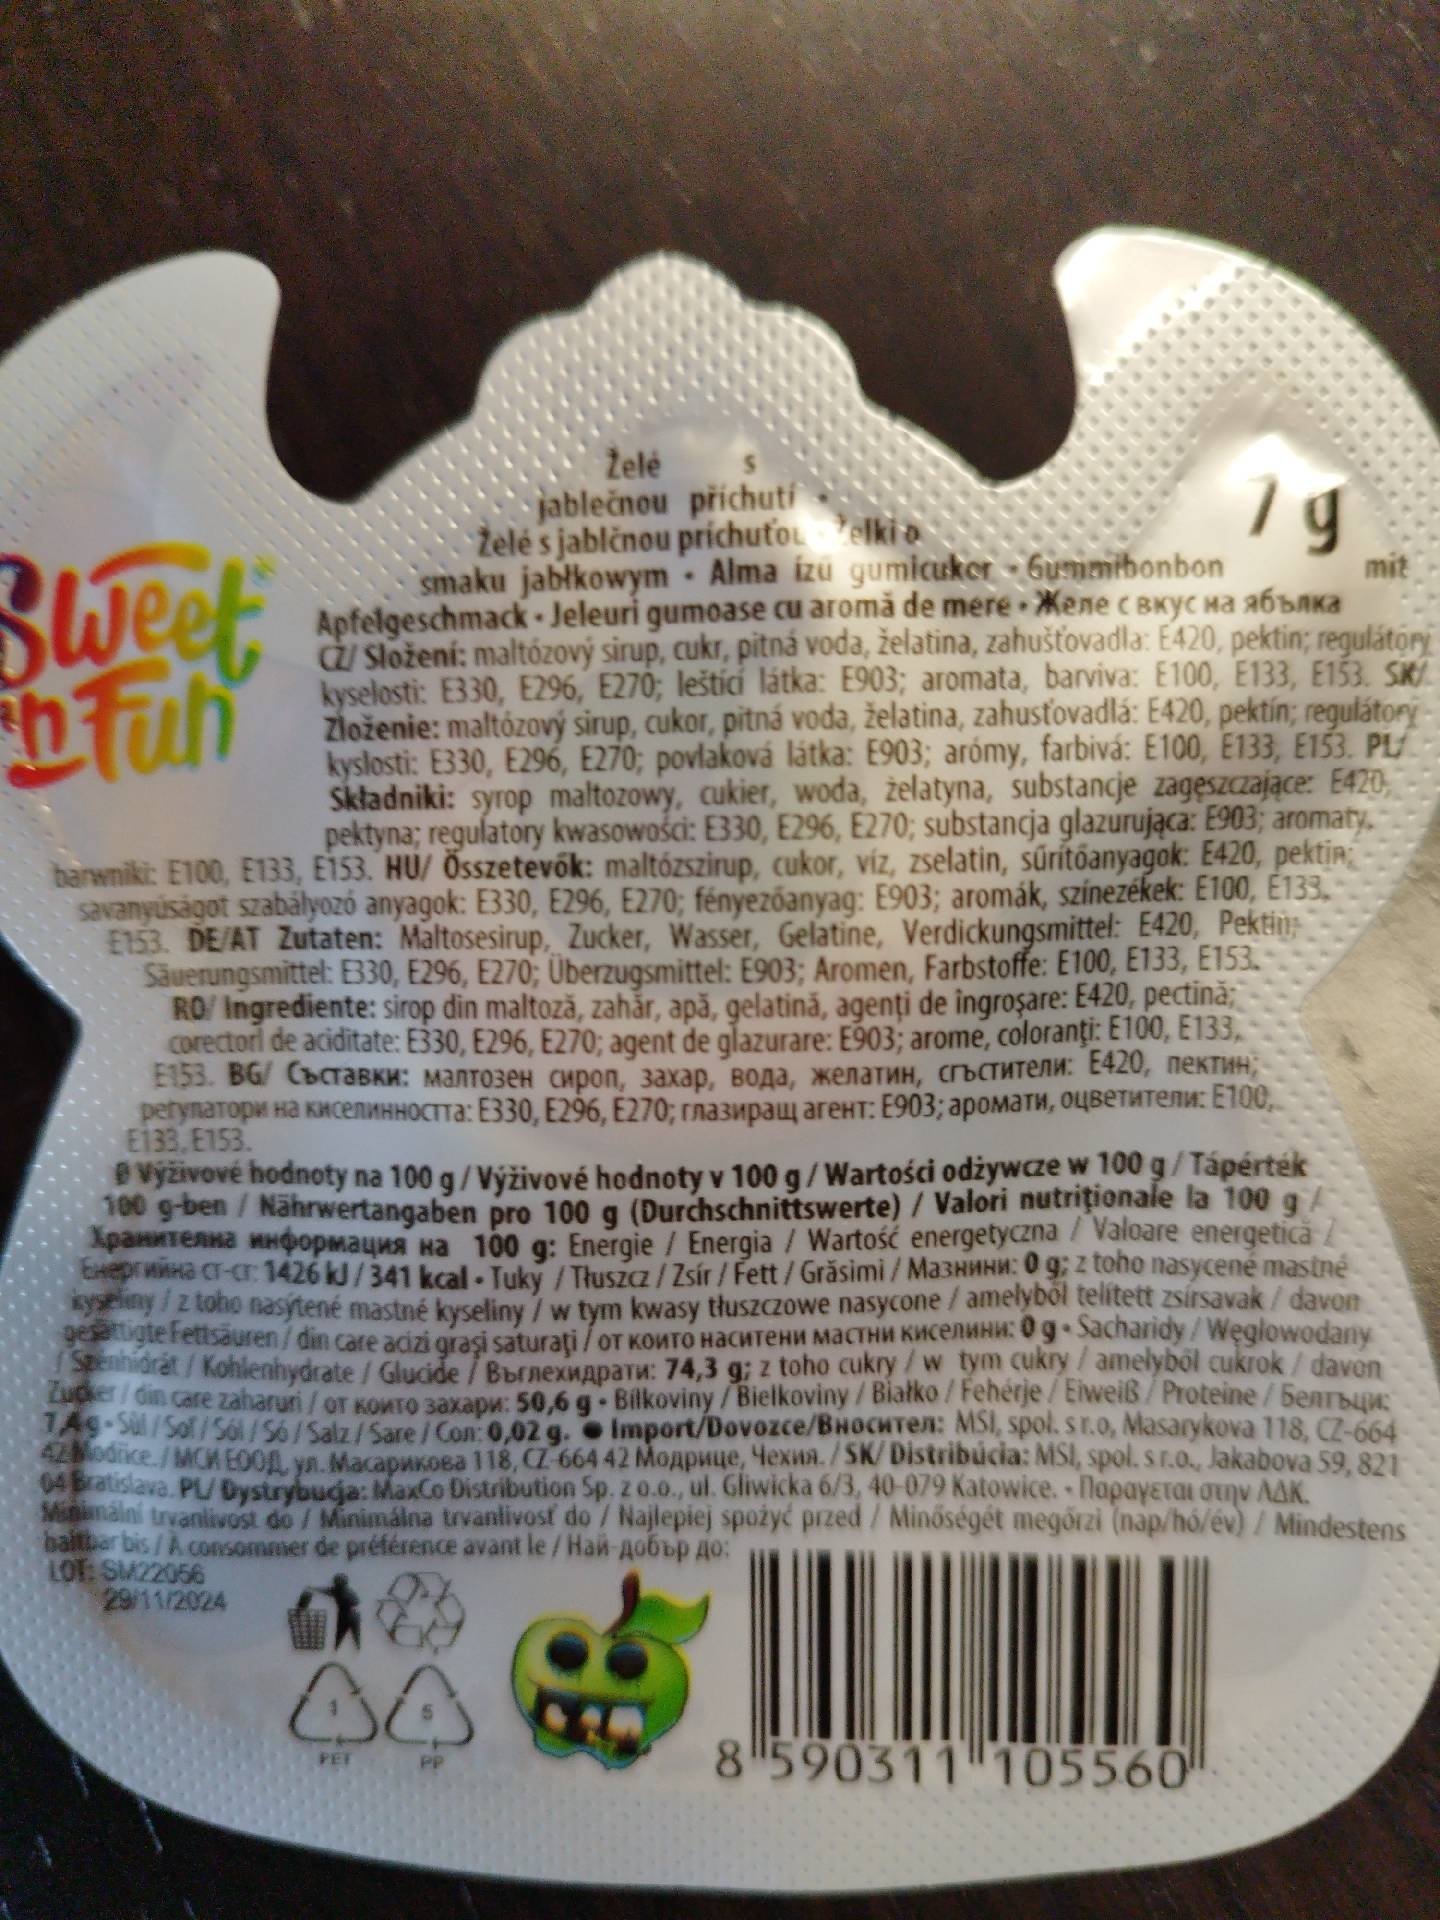 Želé s
jablečnou příchutí •
Želé s jablčnou príchuťou • Želki o
7 g
smaku jabłkowym • Alma ízű gumicukor • Gummibonbon mit
Apfelgeschmack • Jeleuri gumoase cu aromă de mere • Желе с вкус на ябълка
Sweet
'n Fun
CZ/ Složení: maltózový sirup, cukr, pitná voda, želatina, zahušťovadla: E420, pektin; regulátory
kyselosti: E330, E296, E270; leštící látka: E903; aromata, barviva: E100, E133, E153. SK/
Zloženie: maltózový sirup, cukor, pitná voda, želatina, zahusťovadlá: E420, pektín; regulátory
kyslosti: E330, E296, E270; povlaková látka: E903; arómy, farbivá: E100, E133, E153. PL/
Składniki: syrop maltozowy, cukier, woda, żelatyna, substancje zagęszczające: E420,
pektyna; regulatory kwasowości: E330, E296, E270; substancja glazurująca: E903; aromaty,
barwniki: E100, E133, E153. HU/ Összetevők: maltózszirup, cukor, víz, zselatin, sűrítőanyagok: E420, pektin;
savanyúságot szabályozó anyagok: E330, E296, E270; fényezőanyag: E903; aromák, színezékek: E100, E133,
E153. DE/AT Zutaten: Maltosesirup, Zucker, Wasser, Gelatine, Verdickungsmittel: E420, Pektin;
Säuerungsmittel: E330, E296, E270; Überzugsmittel: E903; Aromen, Farbstoffe: E100, E133, E153.
RO/ Ingrediente: sirop din maltoză, zahăr, apă, gelatină, agenți de îngroșare: E420, pectină;
corectori de aciditate: E330, E296, E270; agent de glazurare: E903; arome, coloranți: E100, E133,
E153. BG/ Съставки: малтозен сироп, захар, вода, желатин, сгъстители: E420, пектин;
регулатори на киселинността: E330, E296, E270; глазиращ агент: E903; аромати, оцветители: E100,
E133, E153.
Ø Výživové hodnoty na 100 g / Výživové hodnoty v 100 g / Wartości odżywcze w 100 g / Tápérték
100 g-ben / Nährwertangaben pro 100 g (Durchschnittswerte) / Valori nutriționale la 100 g /
Хранителна информация на 100 g: Energie / Energia / Wartość energetyczna / Valoare energetică /
Енергийна ст-ст: 1426 kJ / 341 kcal • Tuky / Tłuszcz / Zsír / Fett / Grăsimi / Мазнини: 0 g; z toho nasycené mastné
kyseliny / z toho nasýtené mastné kyseliny / w tym kwasy tłuszczowe nasycone / amelyből telített zsírsavak / davon
gesättigte Fettsäuren / din care acizi grași saturați / от които наситени мастни киселини: 0 g • Sacharidy / Węglowodany
/ Szénhidrát / Kohlenhydrate / Glucide / Въглехидрати: 74,3 g; z toho cukry / w tym cukry / amelyből cukrok / davon
Zucker / din care zaharuri / от които захари: 50,6 g • Bílkoviny / Bielkoviny / Białko / Fehérje / Eiweiß / Proteine / Белтъци:
7,4 g • Sůl / Soľ / Sól / Só / Salz / Sare / Сол: 0,02 g. ● Import/Dovozce/Вносител: MSI, spol. s r.o, Masarykova 118, CZ-664
42 Modřice. / МСИ ЕООД, ул. Масарикова 118, CZ-664 42 Модрице, Чехия. / SK/ Distribúcia: MSI, spol. s r.o., Jakabova 59, 821
04 Bratislava. PL/ Dystrybucja: MaxCo Distribution Sp. z o.o., ul. Gliwicka 6/3, 40-079 Katowice. • Παράγεται στην ΛΔΚ.
Minimální trvanlivost do / Minimálna trvanlivosť do / Najlepiej spożyć przed / Minőségét megőrzi (nap/hó/év) / Mindestens
haltbar bis / À consommer de préférence avant le / Най-добър до:
LOT: SM22056
29/11/2024
1
PET
5
PP
8 590311 105560